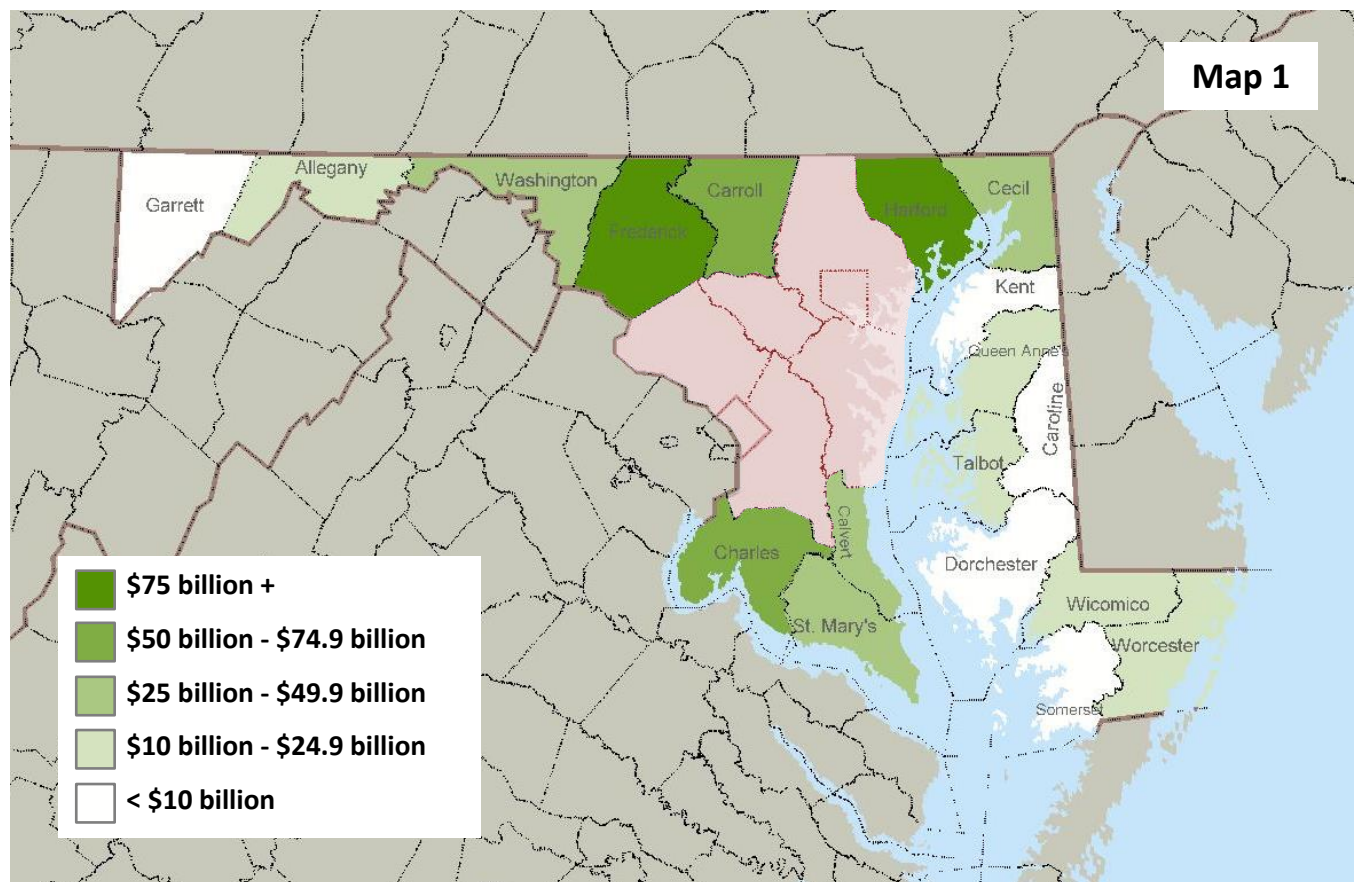 Map 1
Allegany
Washington
Carroll
Cecil
Garrett
Frederick
Harford
Kent
Queen Anne's
Caroline
Talbot
Calvert
Charles
Dorchester
St. Mary's
Wicomico
Worcester
Somerset
$75 billion +
$50 billion - $74.9 billion
$25 billion - $49.9 billion
$10 billion - $24.9 billion
< $10 billion